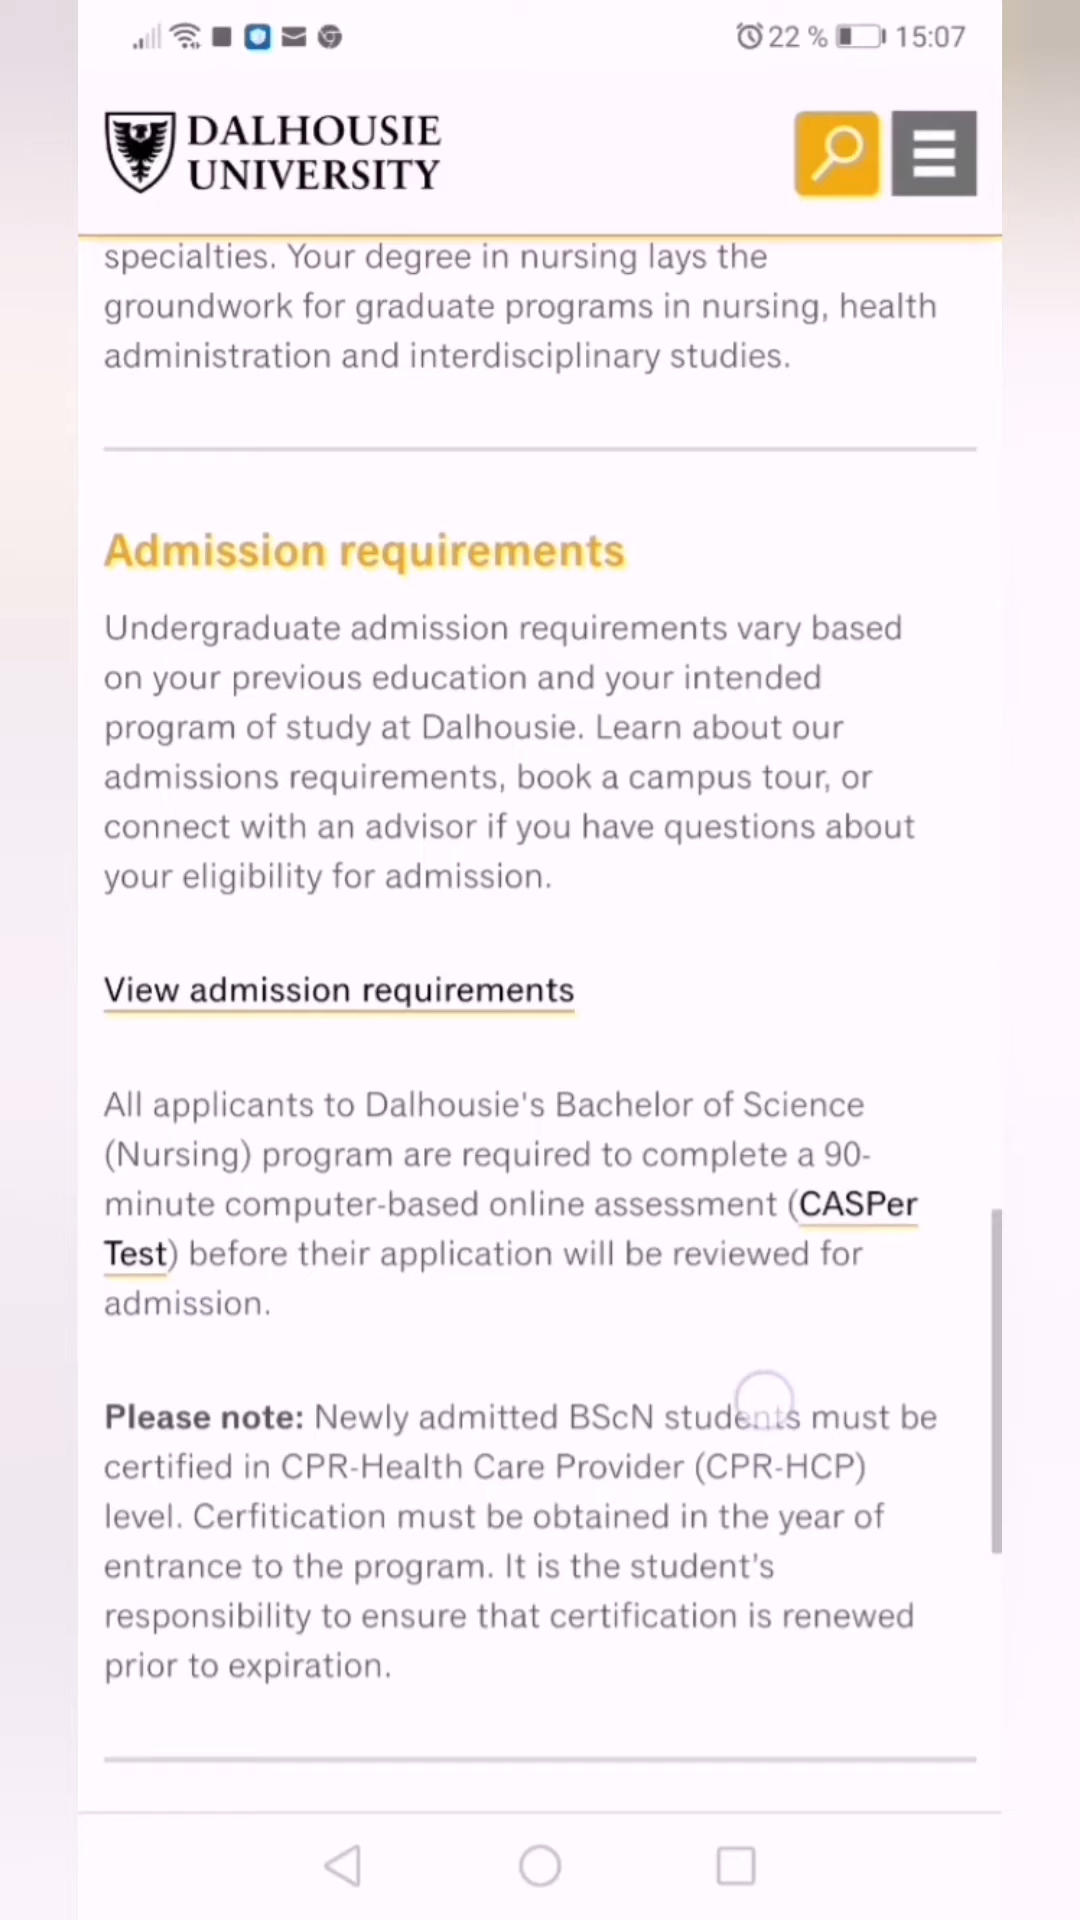 22 % 15:07
DALHOUSIE
UNIVERSITY
specialties. Your degree in nursing lays the
groundwork for graduate programs in nursing, health
administration and interdisciplinary studies.
Admission requirements
Undergraduate admission requirements vary based
on your previous education and your intended
program of study at Dalhousie. Learn about our
admissions requirements, book a campus tour, or
connect with an advisor if you have questions about
your eligibility for admission.
View admission requirements
All applicants to Dalhousie's Bachelor of Science
(Nursing) program are required to complete a 90-
minute computer-based online assessment (CASPer
Test) before their application will be reviewed for
admission.
Please note: Newly admitted BScN students must be
certified in CPR-Health Care Provider (CPR-HCP)
level. Cerfitication must be obtained in the year of
entrance to the program. It is the student's
responsibility to ensure that certification is renewed
prior to expiration.